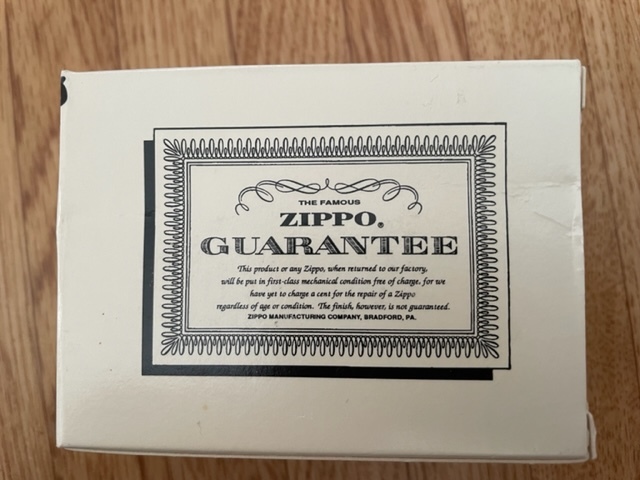 THE FAMOUS
ZIPPO®
GUARANTEE
This product or any Zippo, when returned to our factory,
will be put in first-class mechanical condition free of charge, for we
have yet to charge a cent for the repair of a Zippo
regardless of age or condition. The finish, however, is not guaranteed.
ZIPPO MANUFACTURING COMPANY, BRADFORD, PA.